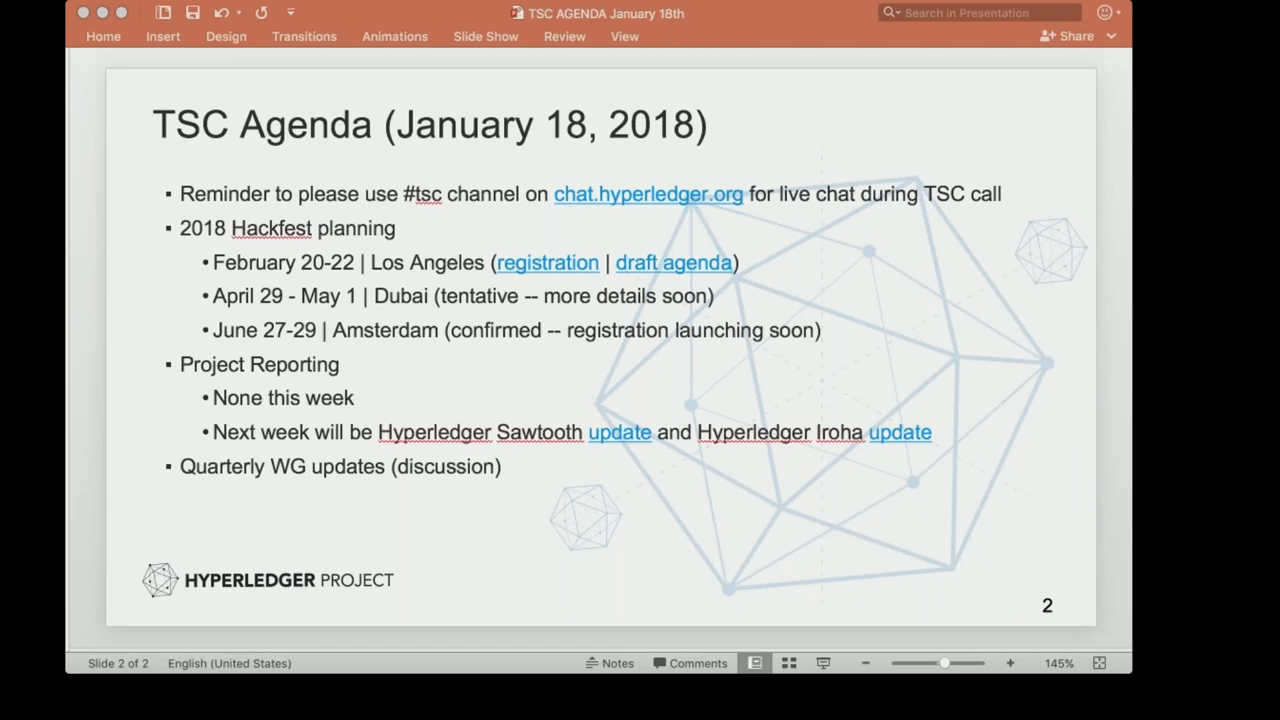 TSC AGENDA January 18th
Search in Presentation
Home Insert Design Transitions Animations Slide Show Review View Share
TSC Agenda (January 18, 2018)
▪ Reminder to please use #tsc channel on chat.hyperledger.org for live chat during TSC call
▪ 2018 Hackfest planning
• February 20-22 | Los Angeles (registration | draft agenda)
• April 29 - May 1 | Dubai (tentative -- more details soon)
• June 27-29 | Amsterdam (confirmed -- registration launching soon)
▪ Project Reporting
• None this week
• Next week will be Hyperledger Sawtooth update and Hyperledger Iroha update
▪ Quarterly WG updates (discussion)
HYPERLEDGER PROJECT
2
Slide 2 of 2 English (United States) Notes Comments 145%